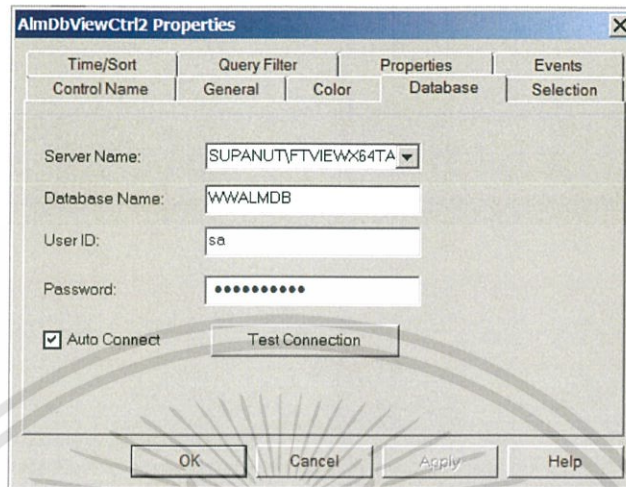 AlmDbViewCtrl2 Properties
Time/Sort Query Filter Properties Events
Control Name General Color Database Selection
Server Name: SUPANUT\FTVIEWX64TA
Database Name: WWALMDB
User ID: sa
Password: ●●●●●●●●●●
Auto Connect Test Connection
OK Cancel Apply Help